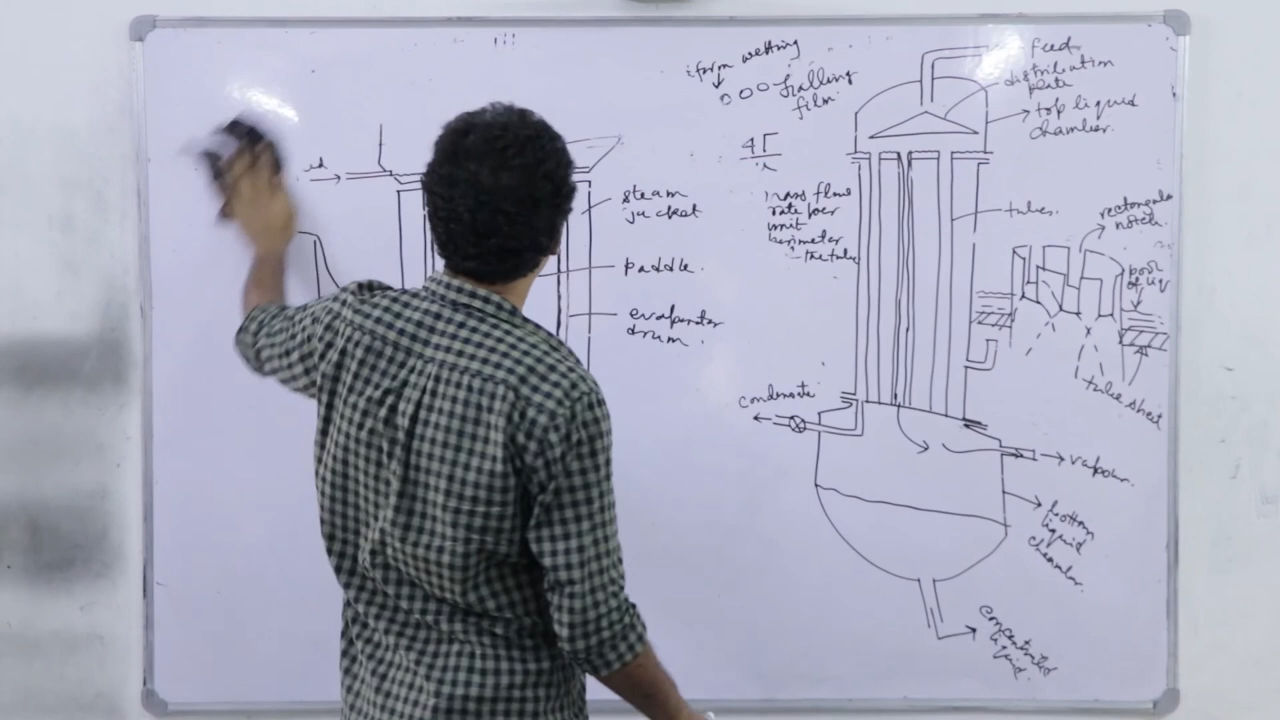 feed
distribution
plate
top liquid
chamber.
wetting
falling
film.
4Γ
mass flow
rate per
unit
perimeter
the tube
tubes.
rectangular
notch
pool
of liq
tube sheet
steam
jacket
paddle.
evaporator
drum.
condensate
vapour.
bottom
liquid
chamber
concentrated
liquid.